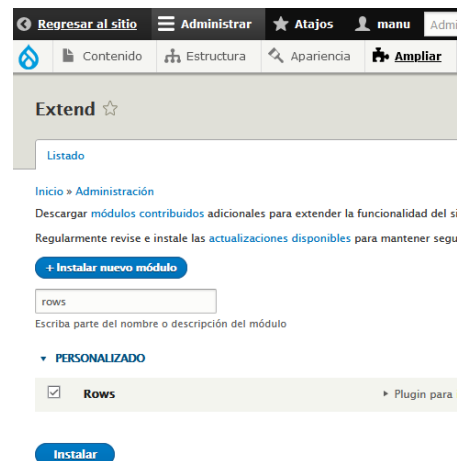 Regresar al sitio Administrar Atajos manu Admi
Contenido Estructura Apariencia Ampliar
Extend
Listado
Inicio » Administración
Descargar módulos contribuidos adicionales para extender la funcionalidad del si
Regularmente revise e instale las actualizaciones disponibles para mantener segu
+ Instalar nuevo módulo
rows
Escriba parte del nombre o descripción del módulo
PERSONALIZADO
Rows Plugin para
Instalar